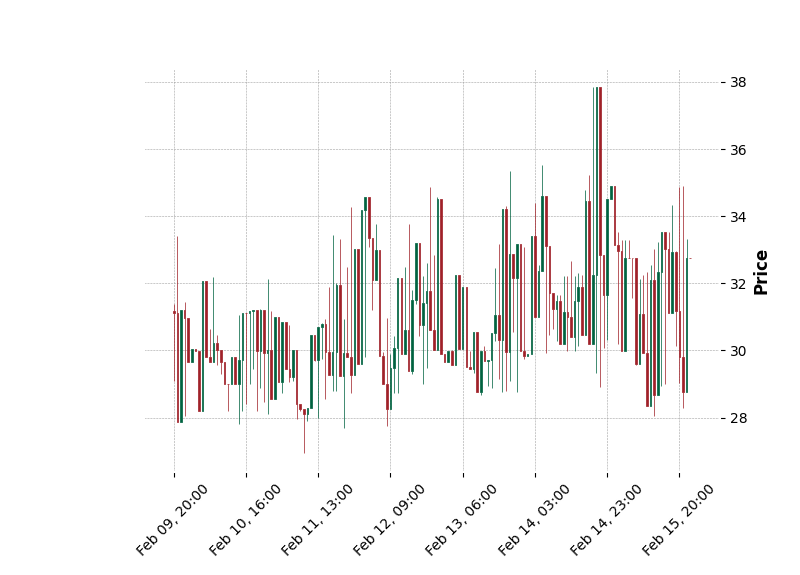 38
36
34
32
30
28
Price
Feb 09, 20:00
Feb 10, 16:00
Feb 11, 13:00
Feb 12, 09:00
Feb 13, 06:00
Feb 14, 03:00
Feb 14, 23:00
Feb 15, 20:00